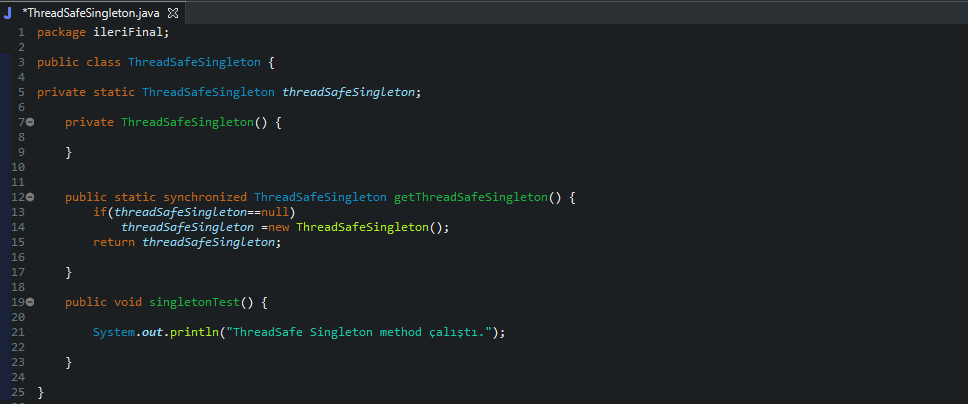 *ThreadSafeSingleton.java
1 package ileriFinal;
2
3 public class ThreadSafeSingleton {
4
5 private static ThreadSafeSingleton threadSafeSingleton;
6
7 private ThreadSafeSingleton() {
8
9 }
10
11
12 public static synchronized ThreadSafeSingleton getThreadSafeSingleton() {
13 if(threadSafeSingleton==null)
14 threadSafeSingleton =new ThreadSafeSingleton();
15 return threadSafeSingleton;
16
17 }
18
19 public void singletonTest() {
20
21 System.out.println("ThreadSafe Singleton method çalıştı.");
22
23 }
24
25 }